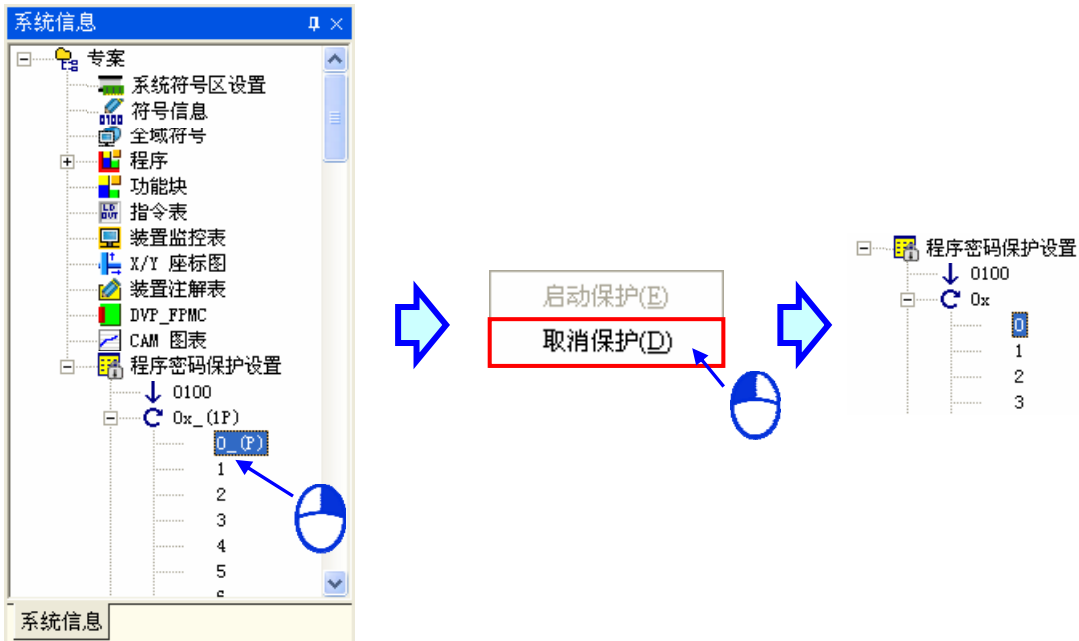 系统信息
专案
系统符号区设置
符号信息
全域符号
程序
功能块
指令表
装置监控表
X/Y 座标图
装置注解表
DVP_FPMC
CAM 图表
程序密码保护设置
O100
Ox_(1P)
0_(P)
1
2
3
4
5
系统信息
启动保护(E)
取消保护(D)
程序密码保护设置
O100
Ox
0
1
2
3